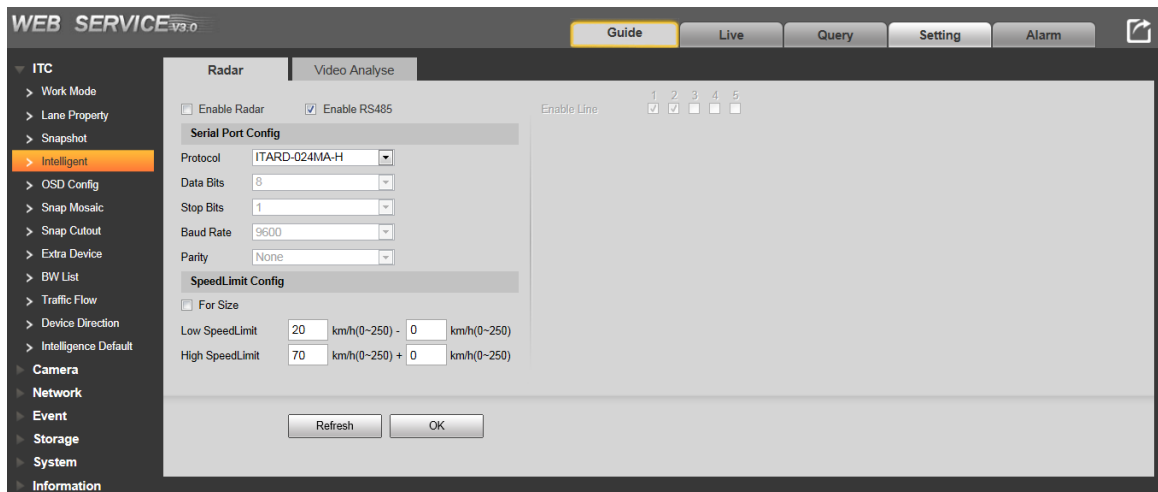 WEB SERVICE V3.0
Guide Live Query Setting Alarm
ITC
Work Mode
Lane Property
Snapshot
Intelligent
OSD Config
Snap Mosaic
Snap Cutout
Extra Device
BW List
Traffic Flow
Device Direction
Intelligence Default
Camera
Network
Event
Storage
System
Information
Radar Video Analyse
Enable Radar Enable RS485
Serial Port Config
Protocol ITARD-024MA-H
Data Bits 8
Stop Bits 1
Baud Rate 9600
Parity None
SpeedLimit Config
For Size
Low SpeedLimit 20 km/h(0~250) - 0 km/h(0~250)
High SpeedLimit 70 km/h(0~250) + 0 km/h(0~250)
1 2 3 4 5
Enable Line
Refresh OK